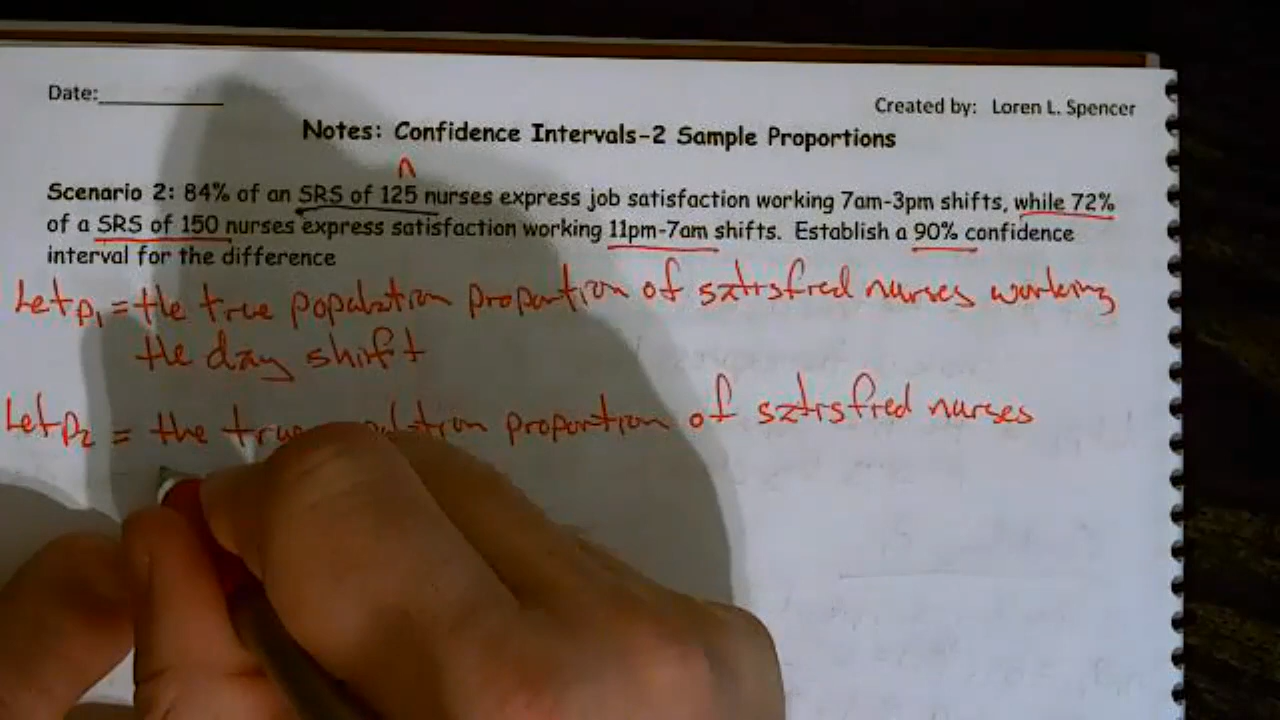 Date:__________
Created by: Loren L. Spencer
Notes: Confidence Intervals-2 Sample Proportions
Scenario 2: 84% of an SRS of 125 nurses express job satisfaction working 7am-3pm shifts, while 72%
of a SRS of 150 nurses express satisfaction working 11pm-7am shifts. Establish a 90% confidence
interval for the difference
Let p1 = the true population proportion of satisfied nurses working
the day shift
Let p2 = the true proportion of satisfied nurses